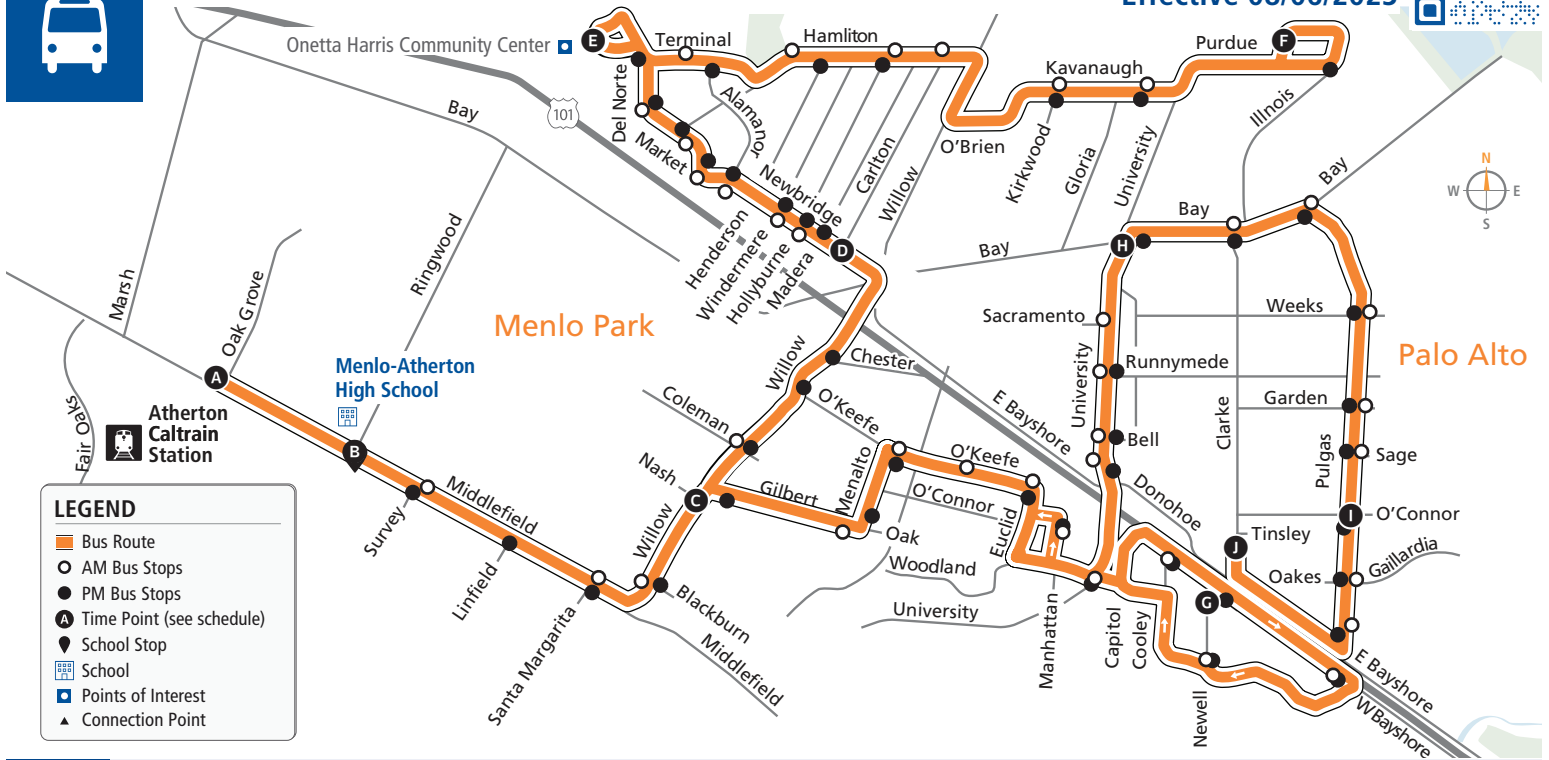 Effective 08/06/2025
Onetta Harris Community Center
E
Terminal
Hamliton
Purdue
F
Kavanaugh
Del Norte
Alamanor
Bay
101
Market
O'Brien
Illnois
Newbridge
Carlton
Willow
Kirkwood
Gloria
University
N
W
E
S
Bay
Bay
Bay
H
D
Henderson
Windermere
Hollyburne
Madera
Marsh
Oak Grove
Ringwood
Menlo Park
Sacramento
Weeks
Palo Alto
Runnymede
Garden
University
Clarke
Pulgas
Bell
Sage
Menlo-Atherton
High School
A
Fair Oaks
Atherton
Caltrain
Station
B
Willow
Chester
O'Keefe
Coleman
E Bayshore
Nash
C
Gilbert
Menalto
O'Keefe
O'Connor
Euclid
Oak
Donohoe
I
O'Connor
Tinsley
J
Oakes
Gaillardia
Middlefield
Survey
Linfield
Willow
Blackburn
Santa Margarita
Middlefield
Woodland
University
Manhattan
Capitol
Cooley
G
Newell
E Bayshore
W Bayshore
LEGEND
Bus Route
AM Bus Stops
PM Bus Stops
A
Time Point (see schedule)
School Stop
School
Points of Interest
Connection Point